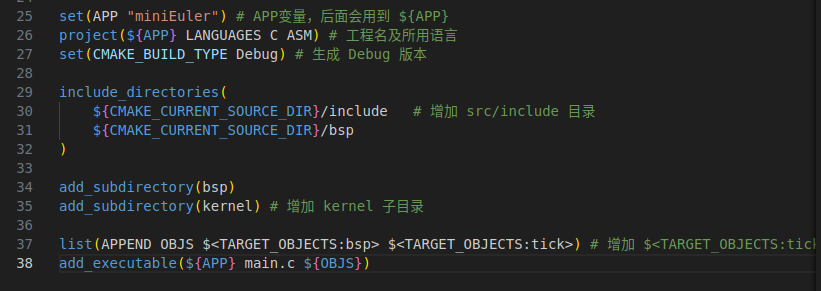 25 set(APP "miniEuler") # APP变量，后面会用到 ${APP}
26 project(${APP} LANGUAGES C ASM) # 工程名及所用语言
27 set(CMAKE_BUILD_TYPE Debug) # 生成 Debug 版本
28
29 include_directories(
30 ${CMAKE_CURRENT_SOURCE_DIR}/include # 增加 src/include 目录
31 ${CMAKE_CURRENT_SOURCE_DIR}/bsp
32 )
33
34 add_subdirectory(bsp)
35 add_subdirectory(kernel) # 增加 kernel 子目录
36
37 list(APPEND OBJS $<TARGET_OBJECTS:bsp> $<TARGET_OBJECTS:tick>) # 增加 $<TARGET_OBJECTS:tick
38 add_executable(${APP} main.c ${OBJS})